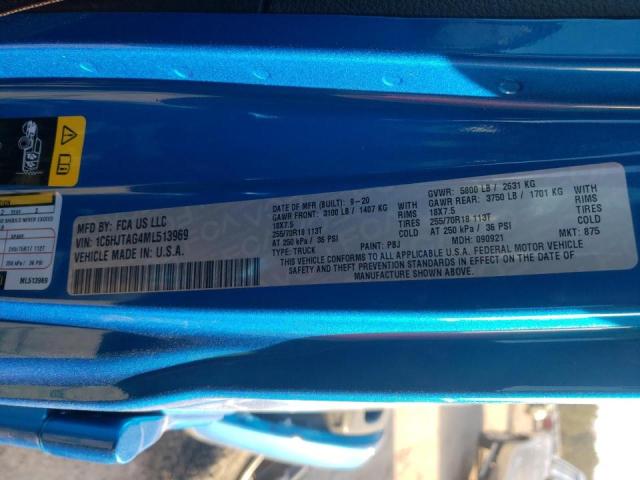 MFD BY: FCA US LLC
VIN: 1C6HJTAG4ML513969
VEHICLE MADE IN: U.S.A.
DATE OF MFR (BUILT): 9-20
GAWR FRONT: 3100 LB / 1407 KG WITH
18X7.5 RIMS
255/70R18 113T TIRES
AT 250 kPa / 36 PSI COLD
TYPE: TRUCK PAINT: PBJ
GVWR: 5800 LB / 2631 KG
GAWR REAR: 3750 LB / 1701 KG WITH
18X7.5 RIMS
255/70R18 113T TIRES
AT 250 kPa / 36 PSI COLD
MDH: 090921 MKT: 875
THIS VEHICLE CONFORMS TO ALL APPLICABLE U.S.A. FEDERAL MOTOR VEHICLE
SAFETY, BUMPER, AND THEFT PREVENTION STANDARDS IN EFFECT ON THE DATE
OF MANUFACTURE SHOWN ABOVE.
ML513969